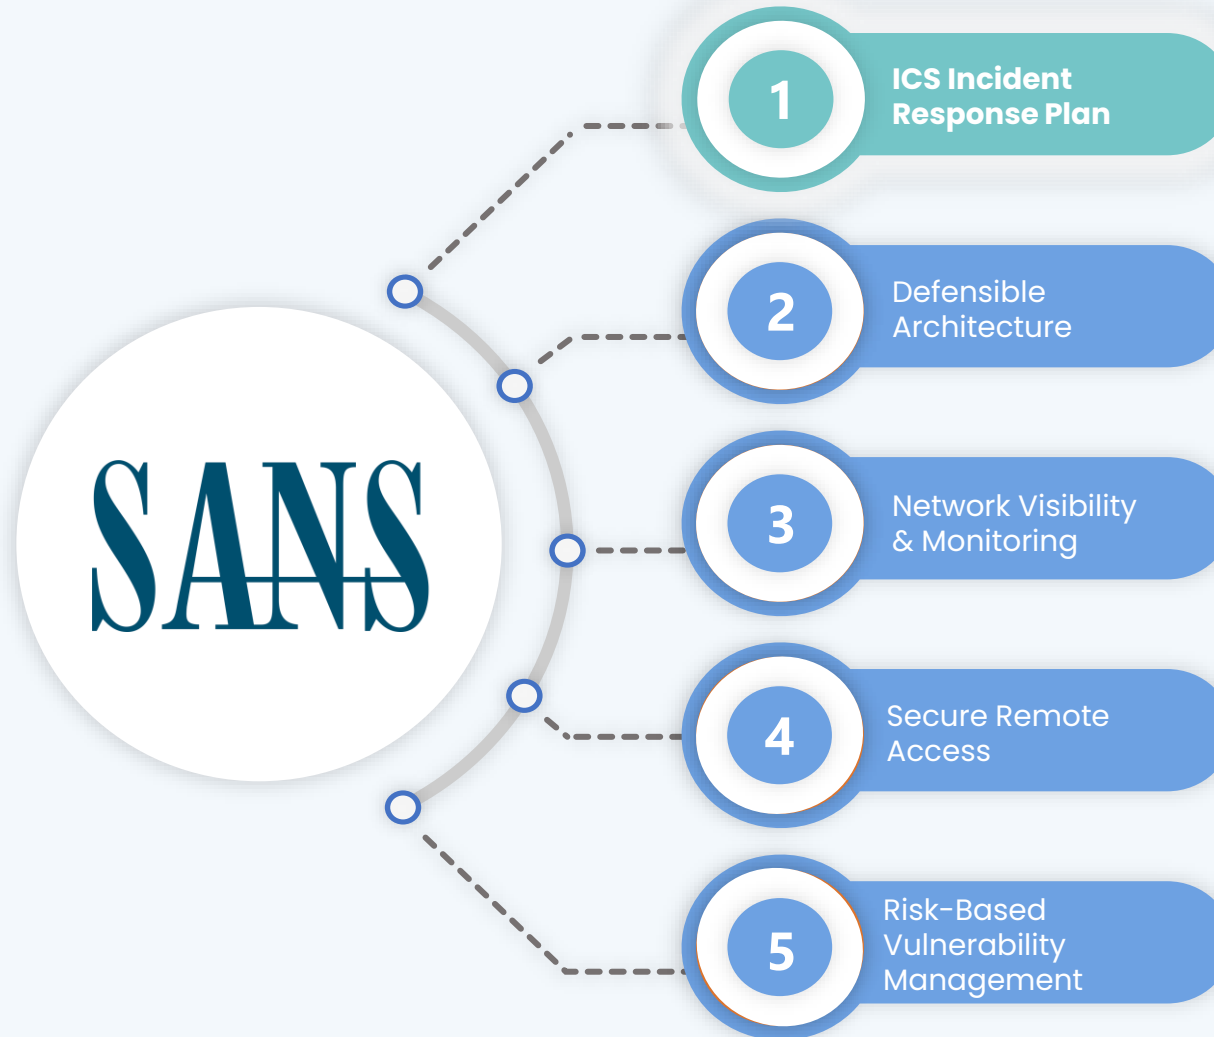 SANS
1
ICS Incident
Response Plan
2
Defensible
Architecture
3
Network Visibility
& Monitoring
4
Secure Remote
Access
5
Risk-Based
Vulnerability
Management